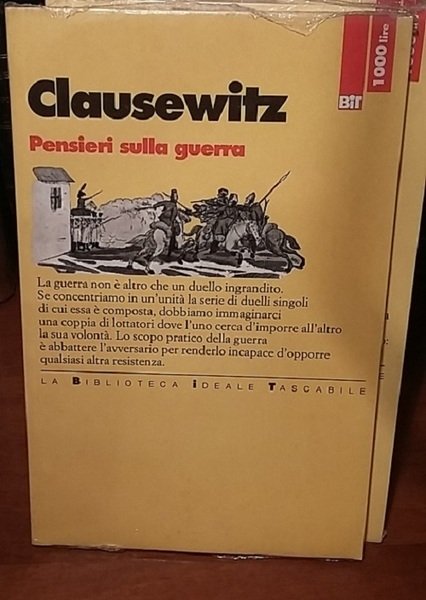 BIT
1000 lire
Clausewitz
Pensieri sulla guerra
La guerra non è altro che un duello ingrandito.
Se concentriamo in un'unità la serie di duelli singoli
di cui essa è composta, dobbiamo immaginarci
una coppia di lottatori dove l'uno cerca d'imporre all'altro
la sua volontà. Lo scopo pratico della guerra
è abbattere l'avversario per renderlo incapace d'opporre
qualsiasi altra resistenza.
LA BIBLIOTECA IDEALE TASCABILE